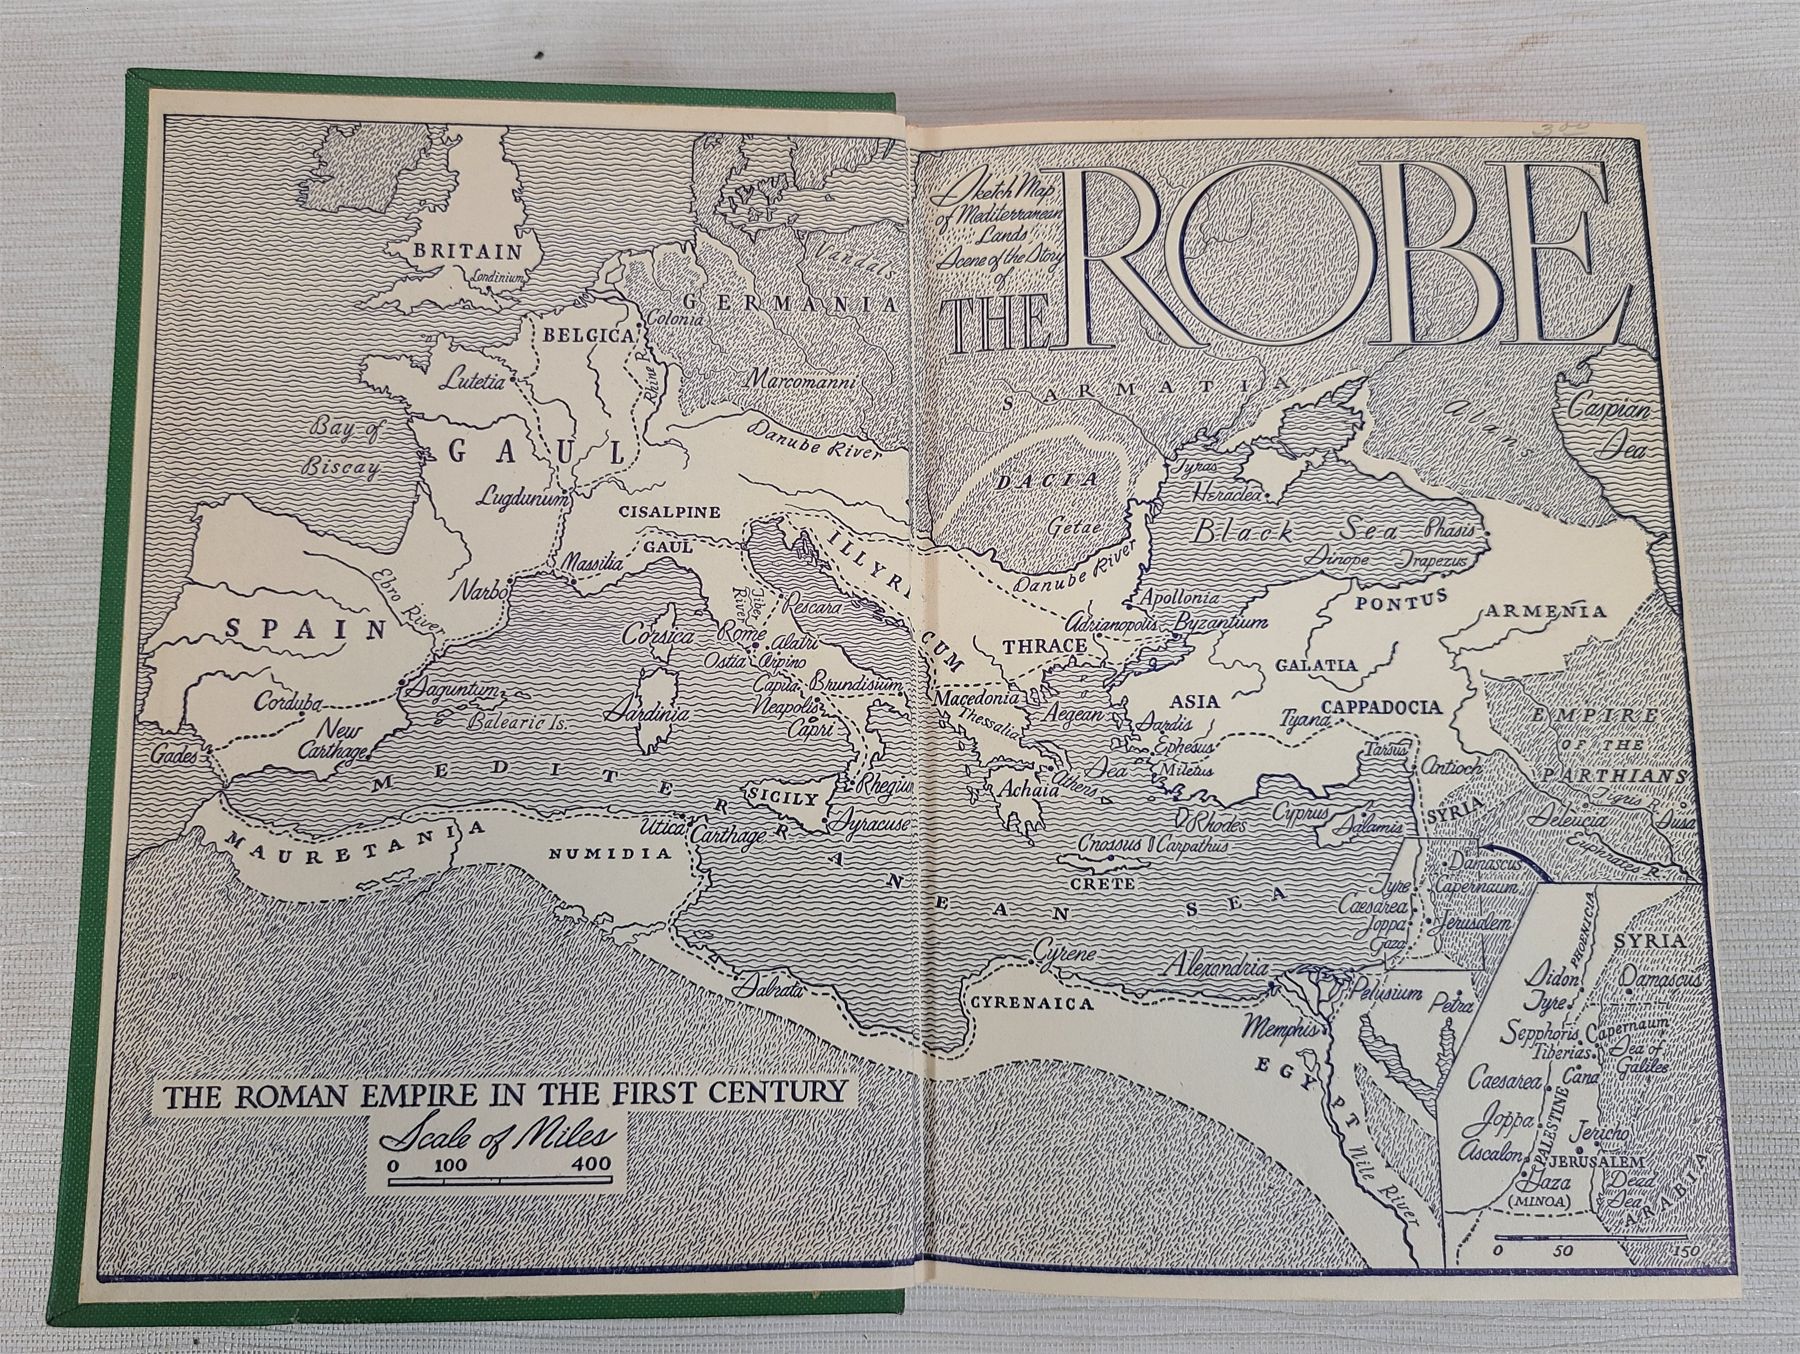 Sketch Map
of Mediterranean
Lands
Scene of the Story
of
THE ROBE
BRITAIN
Londinium
Vandals
GERMANIA
Colonia
BELGICA
Rhine R.
Lutetia
Marcomanni
Bay of
Biscay
GAUL
Danube River
Lugdunum
CISALPINE
GAUL
Massilia
Narbo
Ebro River
SPAIN
Corduba
Saguntum
New
Carthage
Gades
Balearic Is.
Corsica
Sardinia
Tiber
River
Rome
Ostia
Alatri
Arpino
Pescara
Capua
Neapolis
Capri
Brundisium
ILLYRICUM
Rhegium
SICILY
Syracuse
MEDITERRANEAN SEA
MAURETANIA
NUMIDIA
Utica
Carthage
Sabrata
THE ROMAN EMPIRE IN THE FIRST CENTURY
Scale of Miles
0 100 400
SARMATIA
Alans
Caspian
Sea
DACIA
Getae
Danube River
Tyras
Heraclea
Black Sea
Phasis
Sinope
Trapezus
Apollonia
Adrianopolis
Byzantium
PONTUS
ARMENIA
THRACE
GALATIA
Macedonia
Thessalia
Aegean
Sea
ASIA
Sardis
CAPPADOCIA
Tyana
Ephesus
Miletus
Athens
Achaia
Tarsus
Antioch
EMPIRE
OF THE
PARTHIANS
Tigris R.
Seleucia
Susa
Euphrates R.
Rhodes
Cyprus
Salamis
SYRIA
Cnossus
Carpathus
CRETE
Damascus
Capernaum
Tyre
Caesarea
Joppa
Gaza
Jerusalem
Cyrene
CYRENAICA
Alexandria
Pelusium
Petra
Memphis
EGYPT
Nile River
PHOENICIA
SYRIA
Sidon
Damascus
Tyre
Sepphoris
Capernaum
Tiberias
Sea of
Galilee
Caesarea
Cana
Joppa
PALESTINE
Jericho
Ascalon
JERUSALEM
Gaza
(MINOA)
Dead
Sea
ARABIA
0 50 150